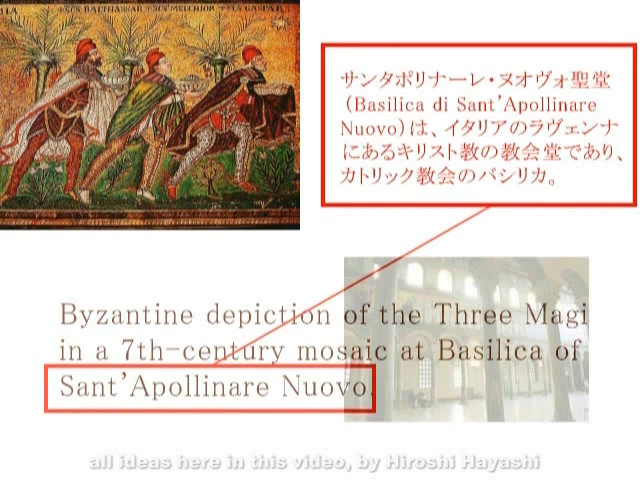 SCS BALTHASSAR SCS MELCHIOR SCS GASPAR
サンタポリナーレ・ヌオヴォ聖堂
（Basilica di Sant'Apollinare
Nuovo）は、イタリアのラヴェンナ
にあるキリスト教の教会堂であり、
カトリック教会のバシリカ。
Byzantine depiction of the Three Magi
in a 7th-century mosaic at Basilica of
Sant'Apollinare Nuovo.
all ideas here in this video, by Hiroshi Hayashi